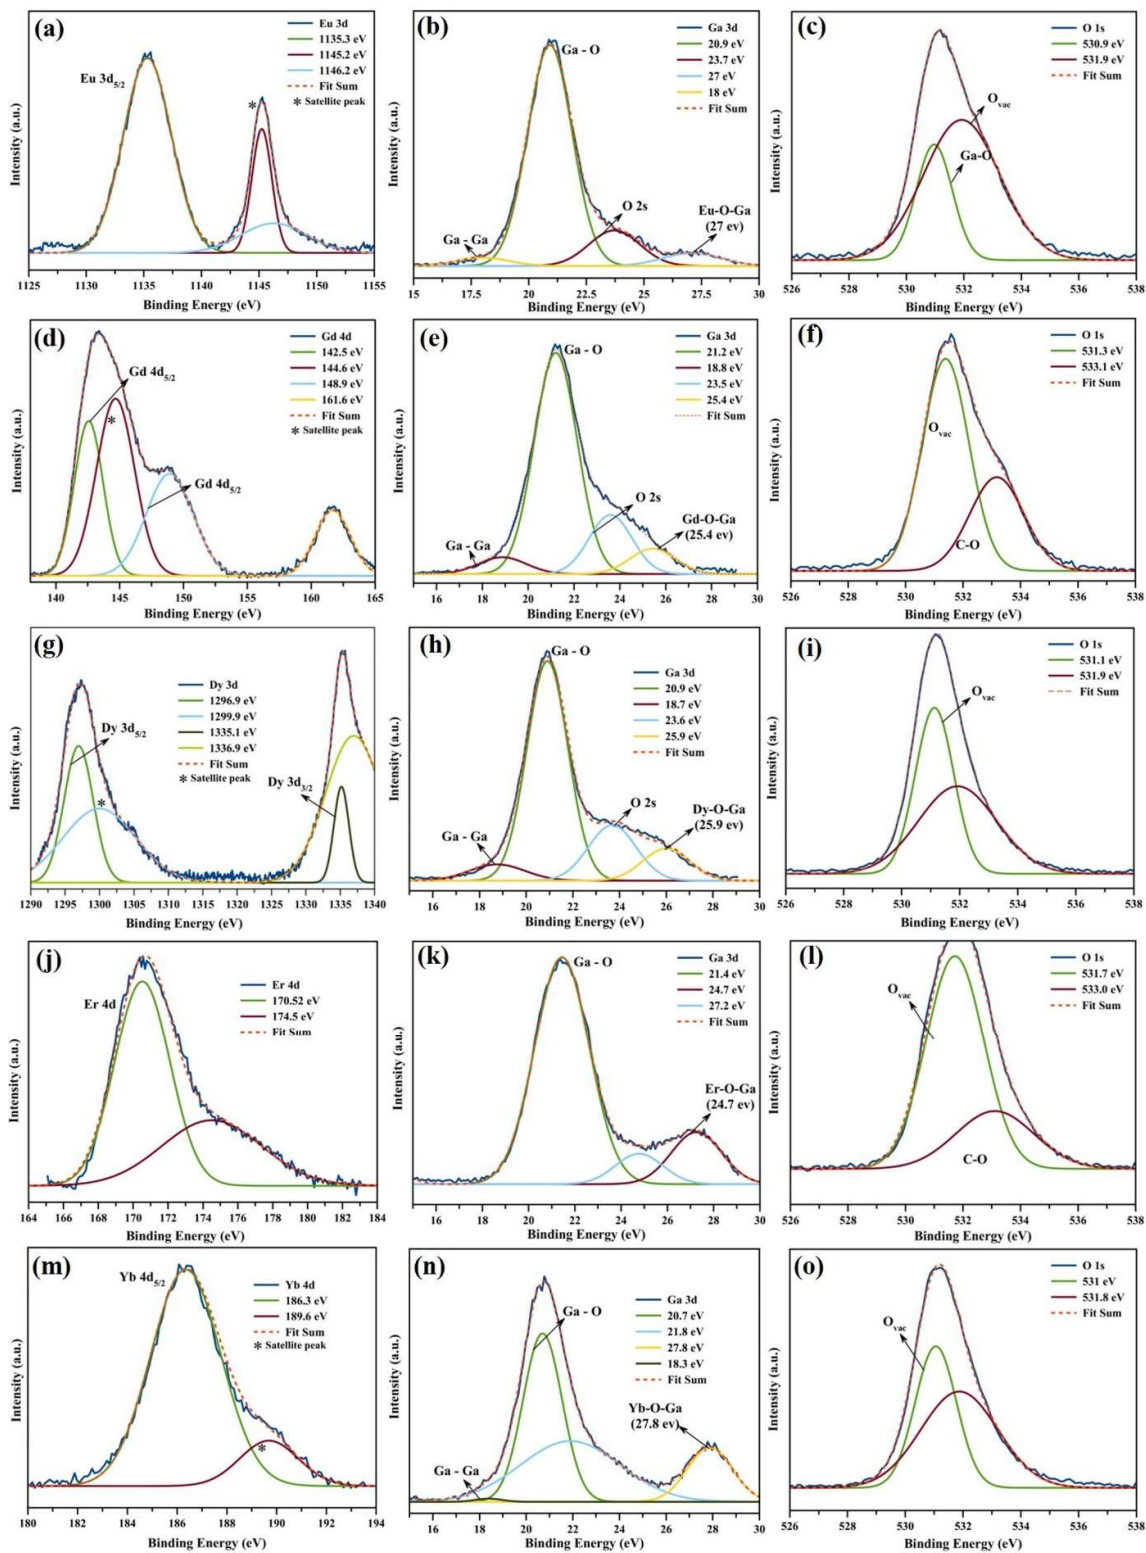 (a)
Eu 3d
1135.3 eV
1145.2 eV
1146.2 eV
Fit Sum
* Satellite peak
Eu 3d5/2
*
Intensity (a.u.)
1125 1130 1135 1140 1145 1150 1155
Binding Energy (eV)
(b)
Ga 3d
20.9 eV
23.7 eV
27 eV
18 eV
Fit Sum
Ga - O
O 2s
Eu-O-Ga
(27 ev)
Ga - Ga
Intensity (a.u.)
15 17.5 20 22.5 25 27.5 30
Binding Energy (eV)
(c)
O 1s
530.9 eV
531.9 eV
Fit Sum
Ovac
Ga-O
Intensity (a.u.)
526 528 530 532 534 536 538
Binding Energy (eV)
(d)
Gd 4d
142.5 eV
144.6 eV
148.9 eV
161.6 eV
Fit Sum
* Satellite peak
Gd 4d5/2
*
Gd 4d5/2
Intensity (a.u.)
140 145 150 155 160 165
Binding Energy (eV)
(e)
Ga 3d
21.2 eV
18.8 eV
23.5 eV
25.4 eV
Fit Sum
Ga - O
O 2s
Gd-O-Ga
(25.4 ev)
Ga - Ga
Intensity (a.u.)
15 16 18 20 22 24 26 28 30
Binding Energy (eV)
(f)
O 1s
531.3 eV
533.1 eV
Fit Sum
Ovac
C-O
Intensity (a.u.)
526 528 530 532 534 536 538
Binding Energy (eV)
(g)
Dy 3d
1296.9 eV
1299.9 eV
1335.1 eV
1336.9 eV
Fit Sum
* Satellite peak
Dy 3d5/2
*
Dy 3d3/2
Intensity (a.u.)
1290 1295 1300 1305 1310 1315 1320 1325 1330 1335 1340
Binding Energy (eV)
(h)
Ga 3d
20.9 eV
18.7 eV
23.6 eV
25.9 eV
Fit Sum
Ga - O
O 2s
Dy-O-Ga
(25.9 ev)
Ga - Ga
Intensity (a.u.)
15 16 18 20 22 24 26 28 30
Binding Energy (eV)
(i)
O 1s
531.1 eV
531.9 eV
Fit Sum
Ovac
Intensity (a.u.)
526 528 530 532 534 536 538
Binding Energy (eV)
(j)
Er 4d
170.52 eV
174.5 eV
Fit Sum
Er 4d
Intensity (a.u.)
164 166 168 170 172 174 176 178 180 182 184
Binding Energy (eV)
(k)
Ga 3d
21.4 eV
24.7 eV
27.2 eV
Fit Sum
Ga - O
Er-O-Ga
(24.7 ev)
Intensity (a.u.)
16 18 20 22 24 26 28 30
Binding Energy (eV)
(l)
O 1s
531.7 eV
533.0 eV
Fit Sum
Ovac
C-O
Intensity (a.u.)
526 528 530 532 534 536 538
Binding Energy (eV)
(m)
Yb 4d
186.3 eV
189.6 eV
Fit Sum
* Satellite peak
Yb 4d5/2
*
Intensity (a.u.)
180 182 185 186 189 190 192 194
Binding Energy (eV)
(n)
Ga 3d
20.7 eV
21.8 eV
27.8 eV
18.3 eV
Fit Sum
Ga - O
Yb-O-Ga
(27.8 ev)
Ga - Ga
Intensity (a.u.)
15 16 18 20 22 24 26 28 30
Binding Energy (eV)
(o)
O 1s
531 eV
531.8 eV
Fit Sum
Ovac
Intensity (a.u.)
526 528 530 532 534 536 538
Binding Energy (eV)